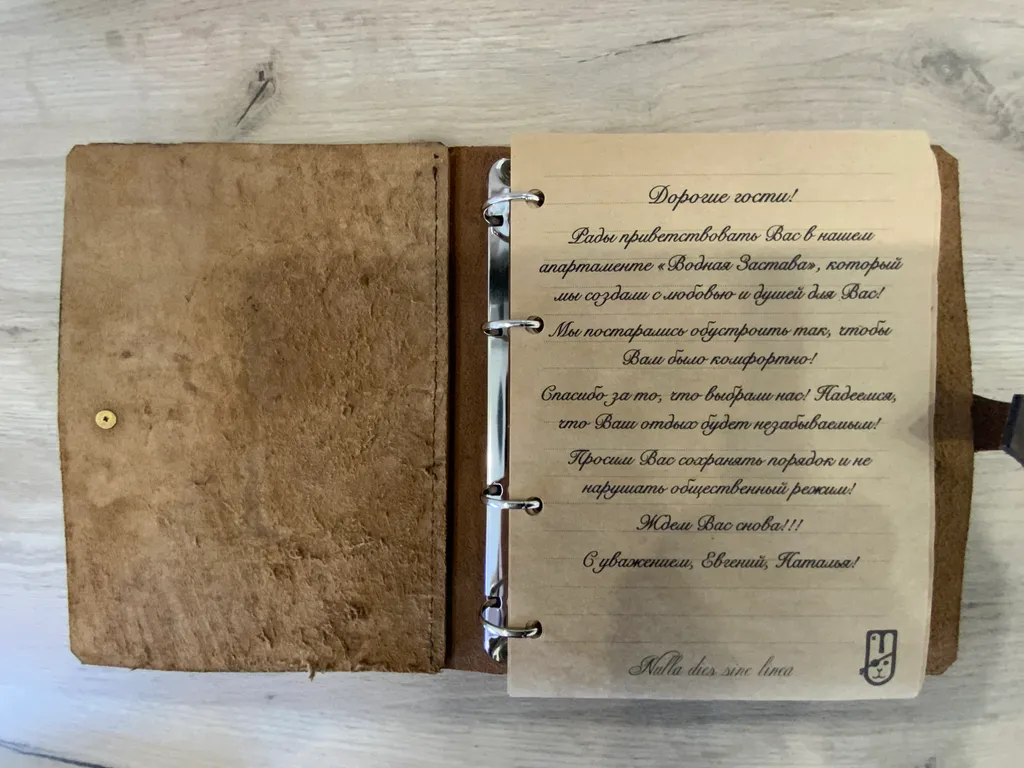 Дорогие гости!
Рады приветствовать Вас в нашем
апартаменте «Водная Застава», который
мы создали с любовью и душей для Вас!
Мы постарались обустроить так, чтобы
Вам было комфортно!
Спасибо за то, что выбрали нас! Надеемся,
что Ваш отдых будет незабываемым!
Просим Вас сохранять порядок и не
нарушать общественный режим!
Ждем Вас снова!!!
С уважением, Евгений, Наталья!
Nulla dies sine linea